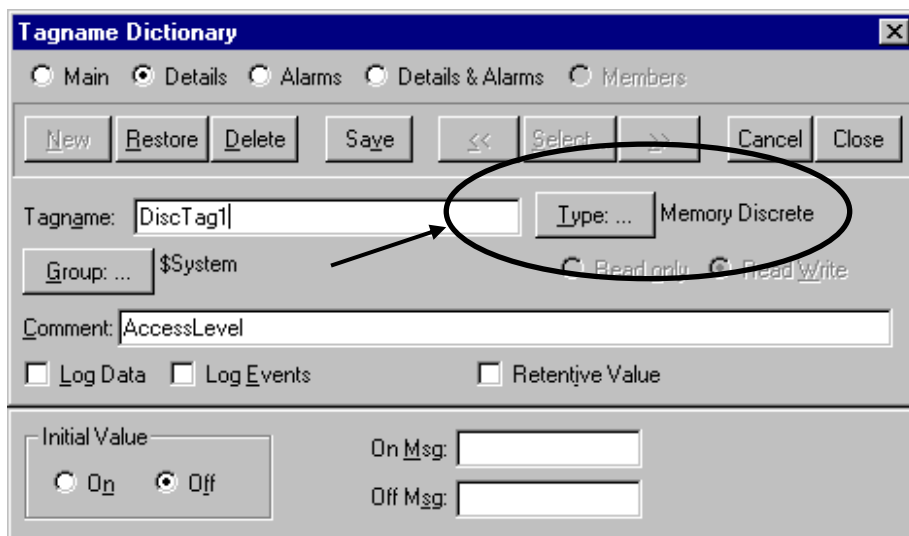 Tagname Dictionary
Main Details Alarms Details & Alarms Members
New Restore Delete Save << Select... >> Cancel Close
Tagname: DiscTag1 Type: ... Memory Discrete
Group: ... $System Read only Read Write
Comment: AccessLevel
Log Data Log Events Retentive Value
Initial Value On Msg:
On Off Off Msg: